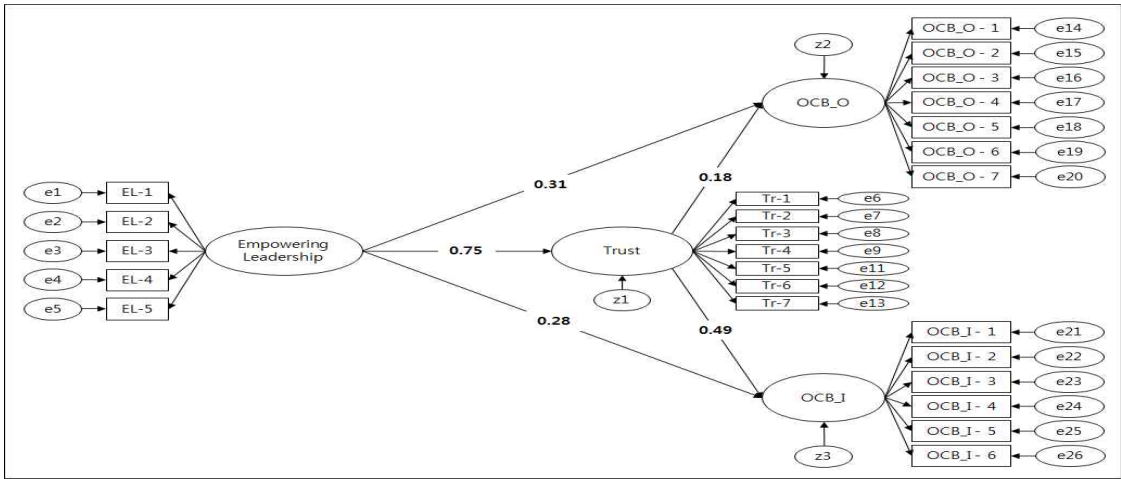 z2
OCB_O
OCB_O - 1
e14
OCB_O - 2
e15
OCB_O - 3
e16
OCB_O - 4
e17
OCB_O - 5
e18
OCB_O - 6
e19
OCB_O - 7
e20
0.31
0.18
e1
EL-1
e2
EL-2
e3
EL-3
e4
EL-4
e5
EL-5
Empowering
Leadership
0.75
Trust
z1
Tr-1
e6
Tr-2
e7
Tr-3
e8
Tr-4
e9
Tr-5
e11
Tr-6
e12
Tr-7
e13
0.28
0.49
OCB_I
z3
OCB_I - 1
e21
OCB_I - 2
e22
OCB_I - 3
e23
OCB_I - 4
e24
OCB_I - 5
e25
OCB_I - 6
e26